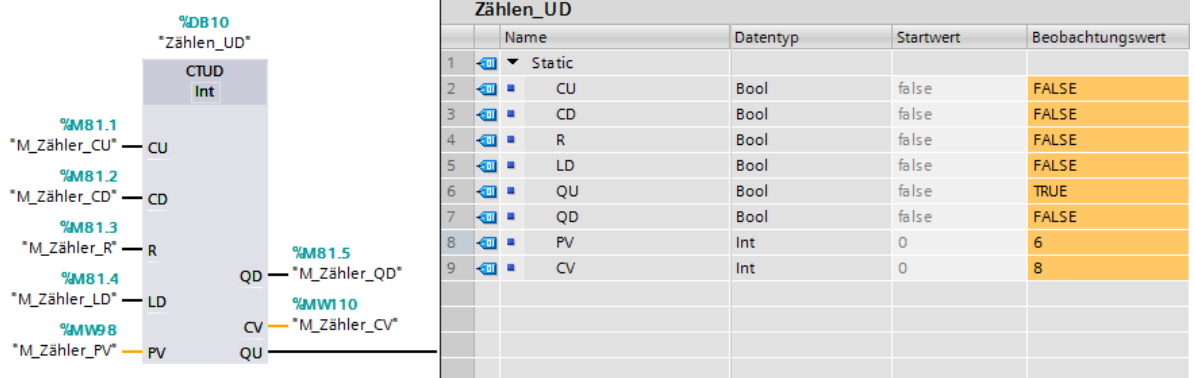 %DB10
"Zählen_UD"
CTUD
Int
%M81.1
"M_Zähler_CU"
CU
%M81.2
"M_Zähler_CD"
CD
%M81.3
"M_Zähler_R"
R
%M81.4
"M_Zähler_LD"
LD
%MW98
"M_Zähler_PV"
PV
%M81.5
QD
"M_Zähler_QD"
%MW110
CV
"M_Zähler_CV"
QU
Zählen_UD
Name Datentyp Startwert Beobachtungswert
1 Static
2 CU Bool false FALSE
3 CD Bool false FALSE
4 R Bool false FALSE
5 LD Bool false FALSE
6 QU Bool false TRUE
7 QD Bool false FALSE
8 PV Int 0 6
9 CV Int 0 8